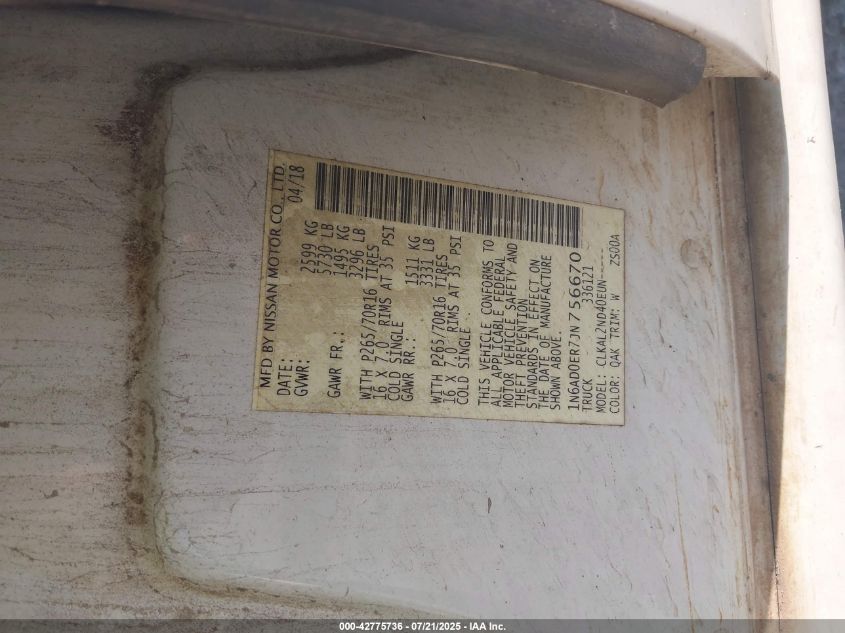 MFD BY NISSAN MOTOR CO., LTD.
DATE: 04/18
GVWR: 2599 KG
5730 LB
GAWR FR.: 1495 KG
3296 LB
WITH P265/70R16 TIRES
16 X 7.0 RIMS AT 35 PSI
COLD SINGLE
GAWR RR.: 1511 KG
3331 LB
WITH P265/70R16 TIRES
16 X 7.0 RIMS AT 35 PSI
COLD SINGLE
THIS VEHICLE CONFORMS TO
ALL APPLICABLE FEDERAL
MOTOR VEHICLE SAFETY AND
THEFT PREVENTION
STANDARDS IN EFFECT ON
THE DATE OF MANUFACTURE
SHOWN ABOVE.
1N6AD0ER7JN756670
TRUCK 336121
MODEL: CLKAL2ND40EUN-----
COLOR: QAK TRIM: W ZS00A
000-42775736 - 07/21/2025 - IAA Inc.